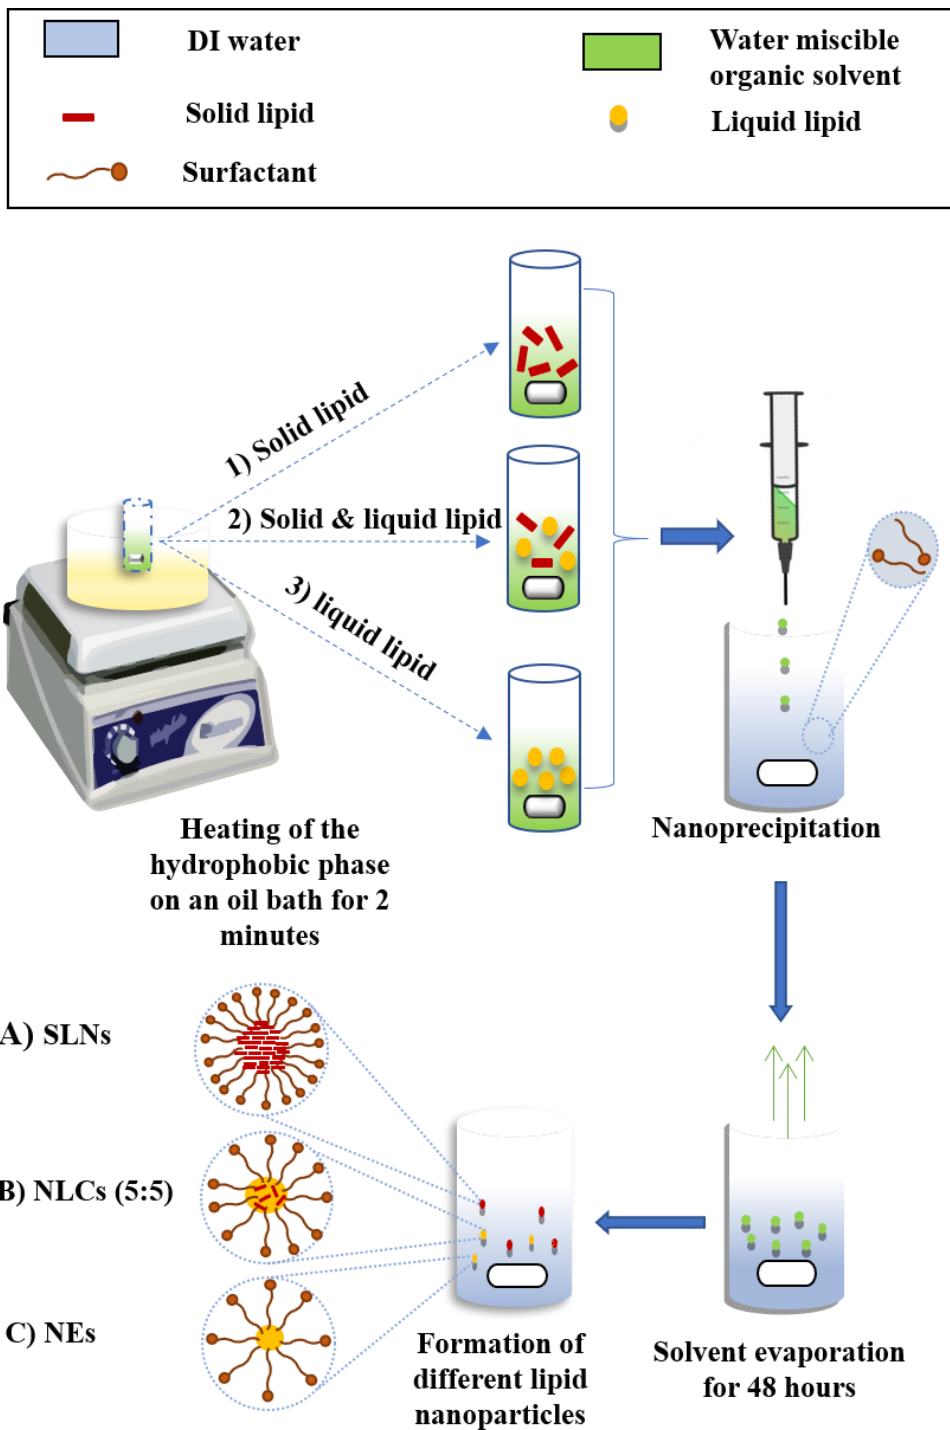 DI water
Water miscible
organic solvent
Solid lipid
Liquid lipid
Surfactant
1) Solid lipid
2) Solid & liquid lipid
3) liquid lipid
Heating of the
hydrophobic phase
on an oil bath for 2
minutes
Nanoprecipitation
A) SLNs
B) NLCs (5:5)
C) NEs
Formation of
different lipid
nanoparticles
Solvent evaporation
for 48 hours